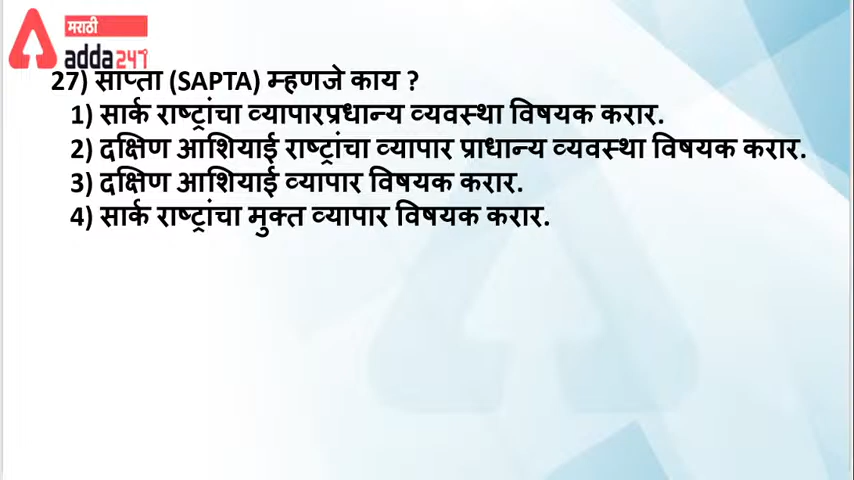 मराठी
adda247
27) साप्ता (SAPTA) म्हणजे काय ?
1) सार्क राष्ट्रांचा व्यापारप्रधान्य व्यवस्था विषयक करार.
2) दक्षिण आशियाई राष्ट्रांचा व्यापार प्राधान्य व्यवस्था विषयक करार.
3) दक्षिण आशियाई व्यापार विषयक करार.
4) सार्क राष्ट्रांचा मुक्त व्यापार विषयक करार.